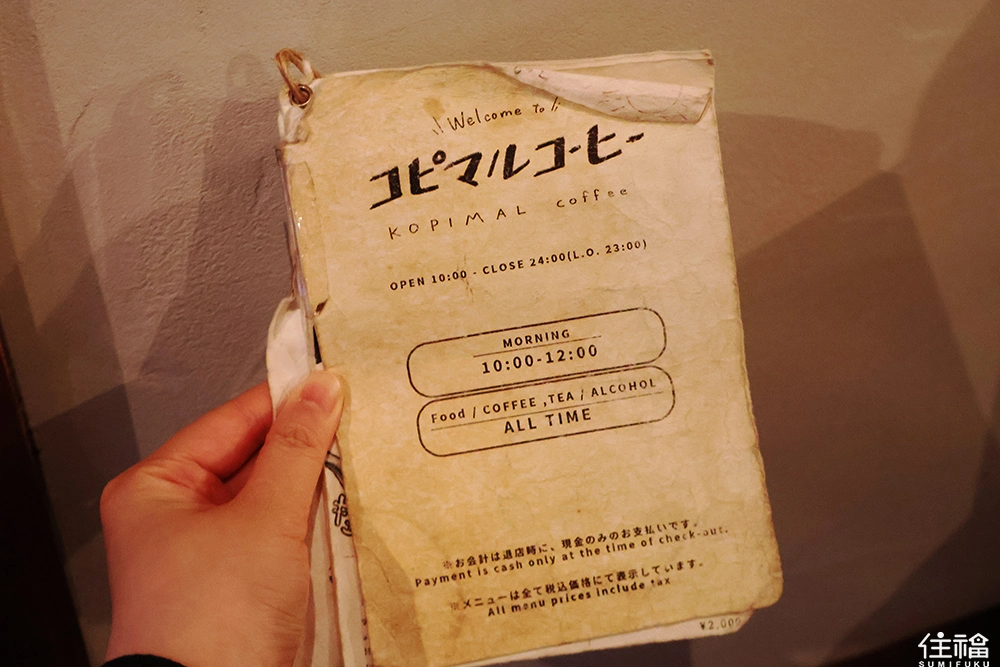 Welcome To
コピマルコーヒー
KOPIMAL coffee
OPEN 10:00 - CLOSE 24:00(L.O. 23:00)
MORNING
10:00-12:00
Food / COFFEE ,TEA / ALCOHOL
ALL TIME
※お会計は退店時に、現金のみのお支払いです。
Payment is cash only at the time of check-out.
※メニューは全て税込価格にて表示しています。
All menu prices include tax
¥2,000
住福
SUMIFUKU